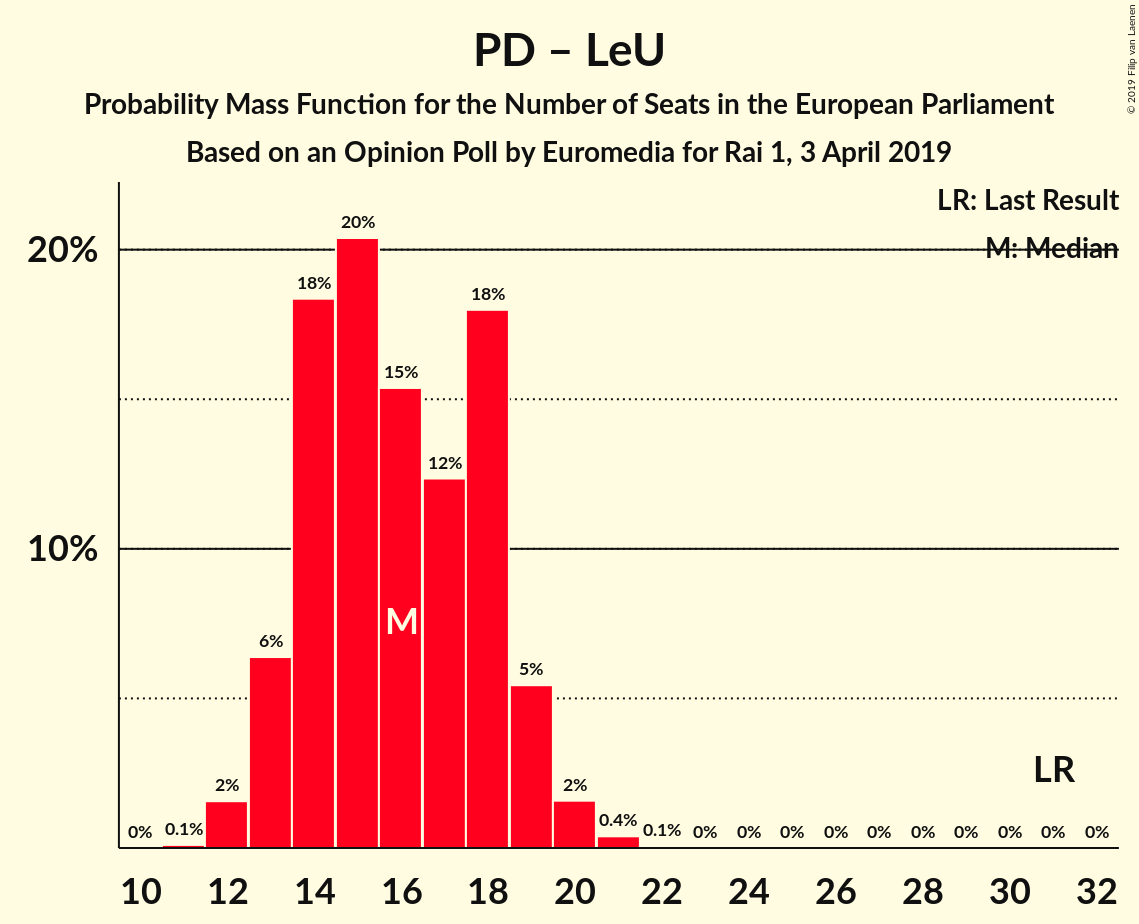 PD – LeU
Probability Mass Function for the Number of Seats in the European Parliament
Based on an Opinion Poll by Euromedia for Rai 1, 3 April 2019
© 2019 Filip van Laenen
LR: Last Result
M: Median
20%
10%
0%
0.1%
2%
6%
18%
20%
15%
12%
18%
5%
2%
0.4%
0.1%
0%
0%
0%
0%
0%
0%
0%
0%
0%
0%
M
LR
10 12 14 16 18 20 22 24 26 28 30 32